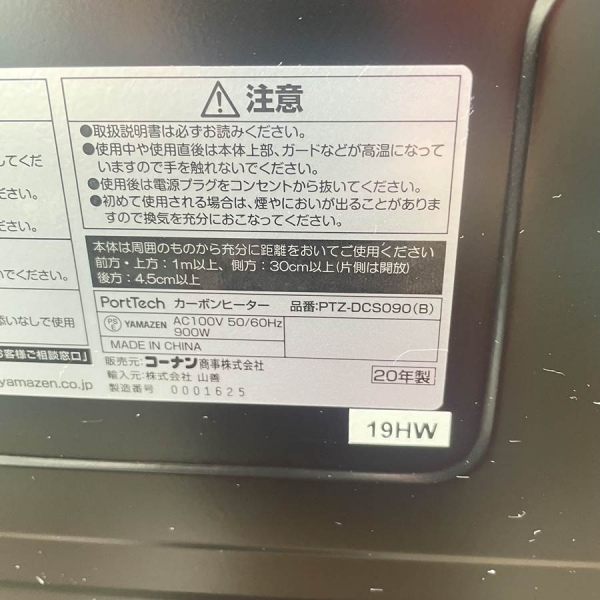 ⚠注意
●取扱説明書は必ずお読みください。
●使用中や使用直後は本体上部、ガードなどが高温になって
いますので手を触れないでください。
●使用後は電源プラグをコンセントから抜いてください。
●初めて使用される場合は、煙やにおいが出ることがありま
すので換気を充分におこなってください。
本体は周囲のものから充分に距離をおいてご使用ください
前方・上方：1m以上、側方：30cm以上(片側は開放)
後方：4.5cm以上
PortTech カーボンヒーター 品番：PTZ-DCS090(B)
PSE YAMAZEN AC100V 50/60Hz
900W
MADE IN CHINA
販売元：コーナン商事株式会社
輸入元：株式会社 山善
製造番号 0001625
20年製
19HW
してくだ
さい。
さい。
いでください。
添いなしで使用
お客様ご相談窓口」
yamazen.co.jp